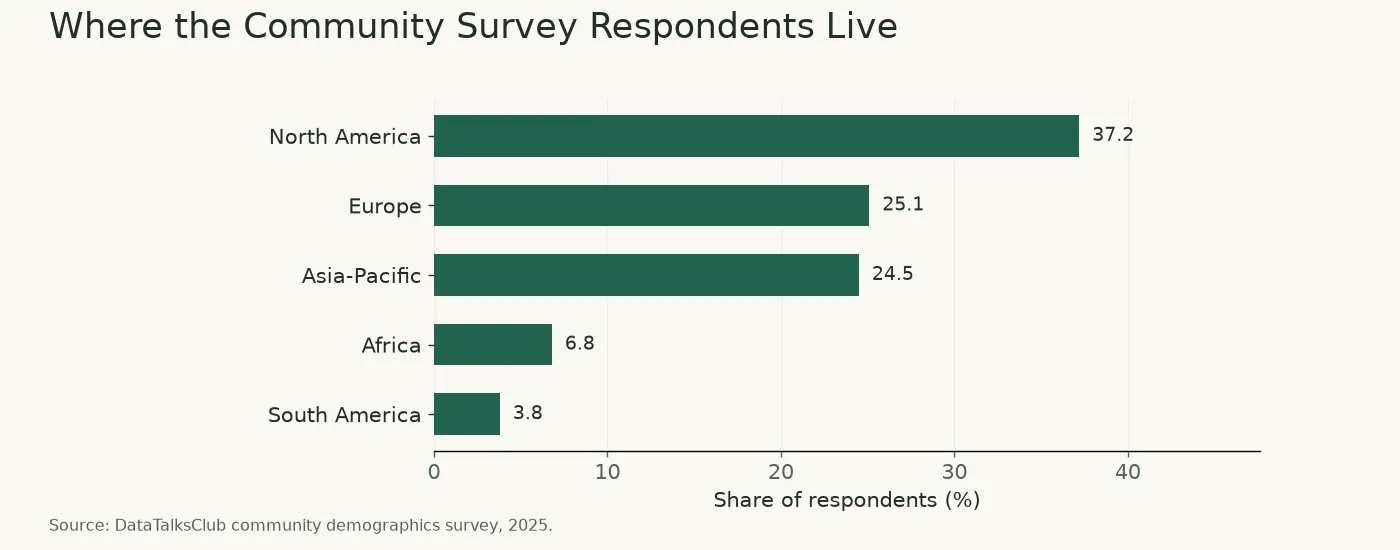 Where the Community Survey Respondents Live
North America 37.2
Europe 25.1
Asia-Pacific 24.5
Africa 6.8
South America 3.8
0 10 20 30 40
Share of respondents (%)
Source: DataTalksClub community demographics survey, 2025.